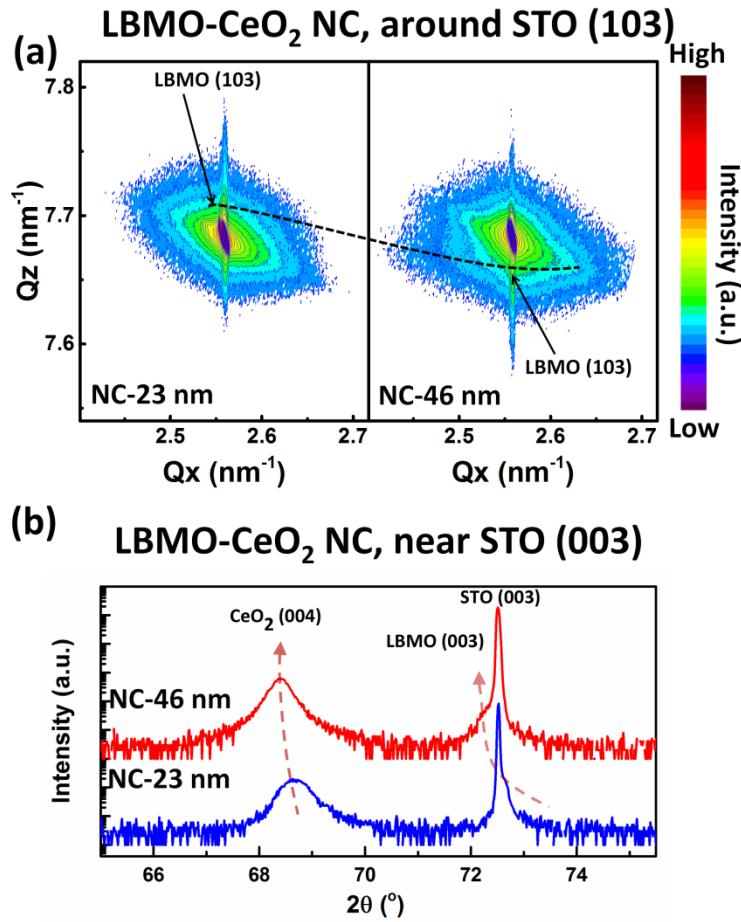 LBMO-CeO₂ NC, around STO (103)
(a)
High
LBMO (103)
7.8
7.7
7.6
Qz (nm⁻¹)
Intensity (a.u.)
LBMO (103)
NC-23 nm
NC-46 nm
Low
2.5 2.6 2.7 2.5 2.6 2.7
Qx (nm⁻¹) Qx (nm⁻¹)
(b)
LBMO-CeO₂ NC, near STO (003)
STO (003)
CeO₂ (004)
LBMO (003)
Intensity (a.u.)
NC-46 nm
NC-23 nm
66 68 70 72 74
2θ (°)